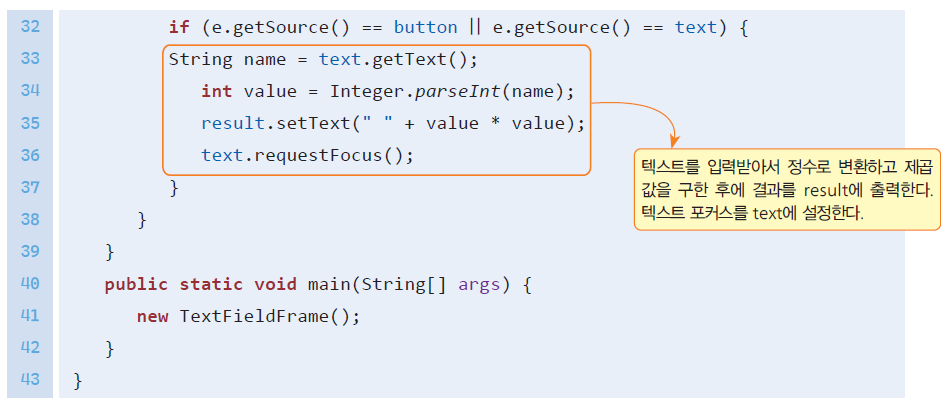 32 if (e.getSource() == button || e.getSource() == text) {
33 String name = text.getText();
34 int value = Integer.parseInt(name);
35 result.setText(" " + value * value);
36 text.requestFocus();
37 }
38 }
39 }
40 public static void main(String[] args) {
41 new TextFieldFrame();
42 }
43 }
텍스트를 입력받아서 정수로 변환하고 제곱
값을 구한 후에 결과를 result에 출력한다.
텍스트 포커스를 text에 설정한다.